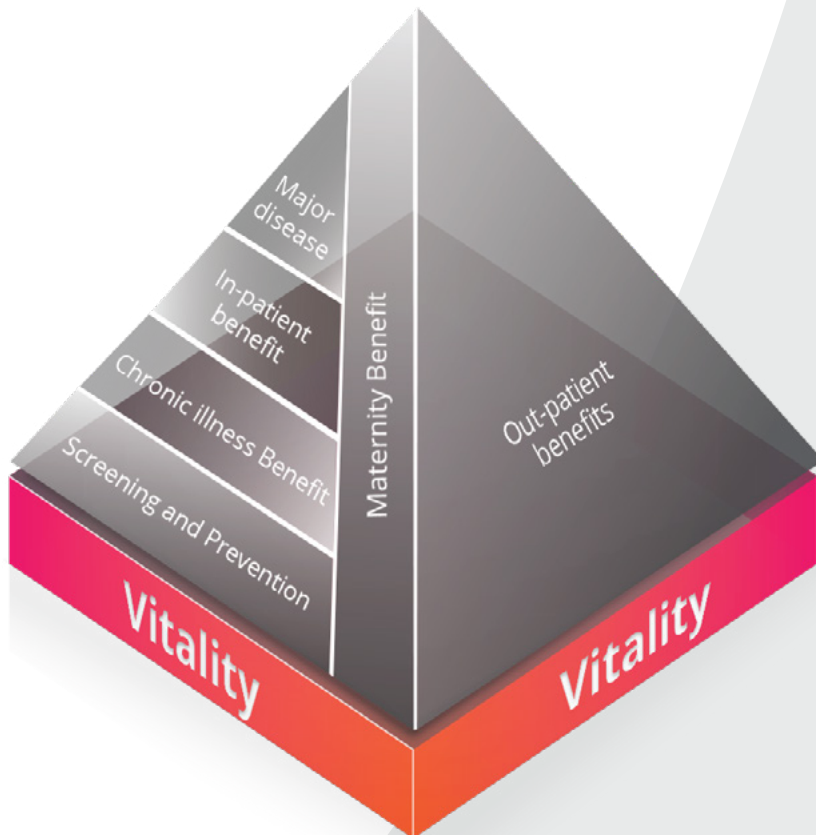 Major
disease
In-patient
benefit
Chronic illness Benefit
Screening and Prevention
Maternity Benefit
Out-patient
benefits
Vitality
Vitality